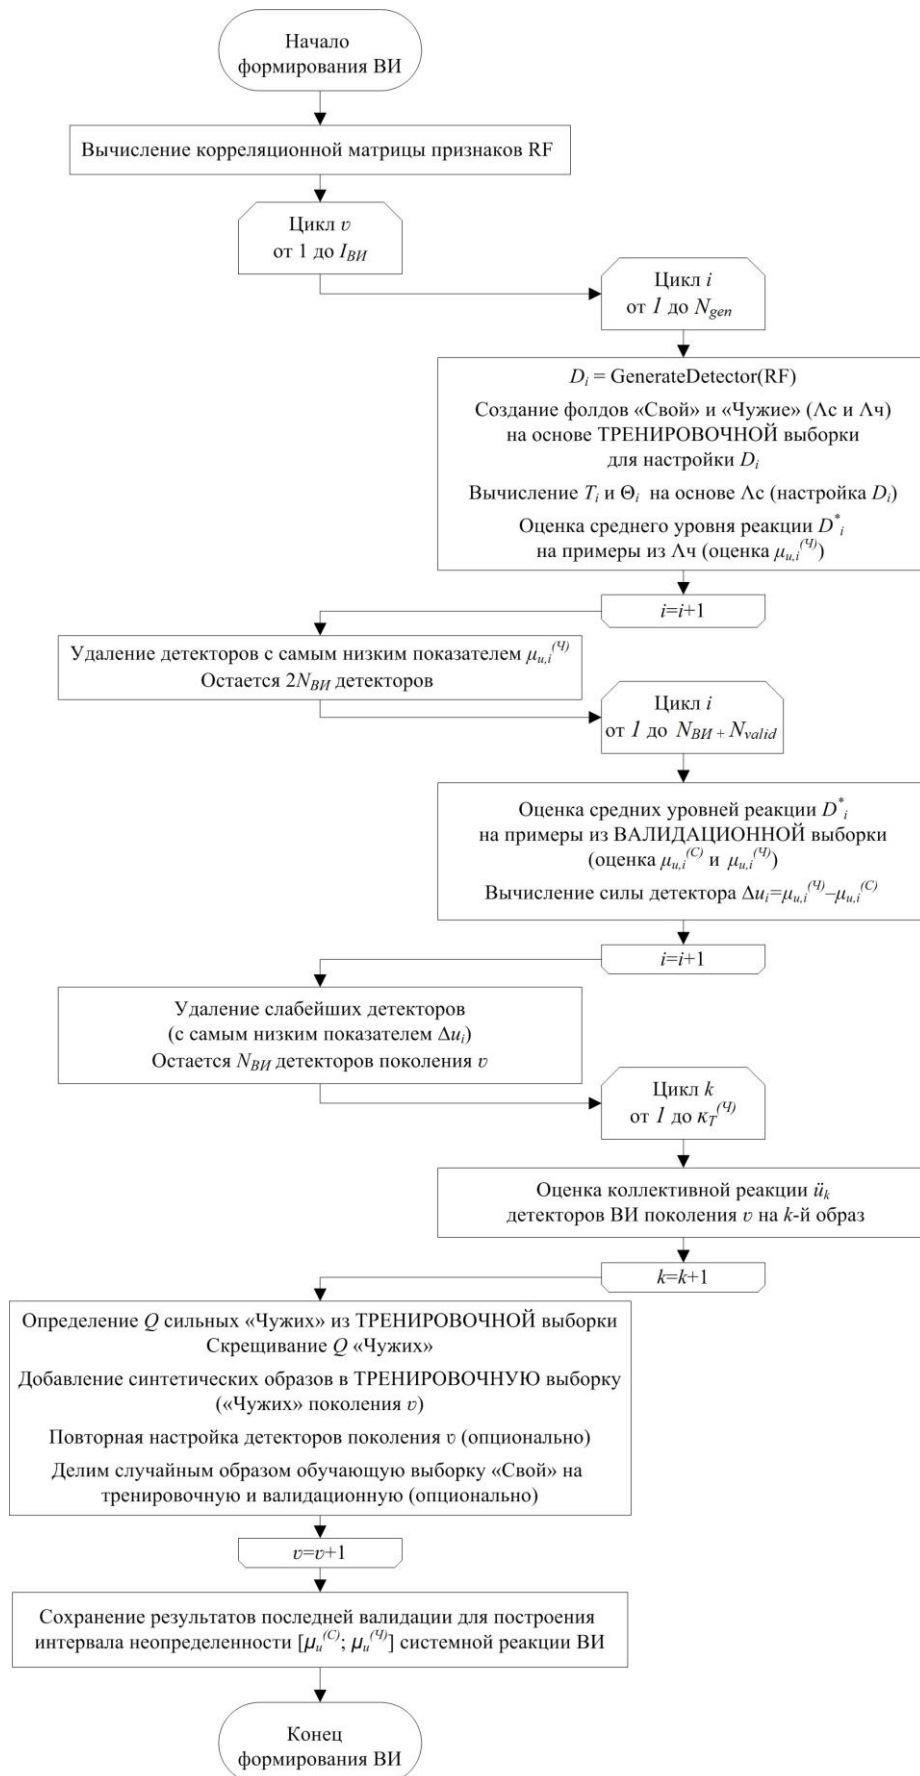 Начало
формирования ВИ
Вычисление корреляционной матрицы признаков RF
Цикл v
от 1 до I_ВИ
Цикл i
от 1 до N_gen
D_i = GenerateDetector(RF)
Создание фолдов «Свой» и «Чужие» (Λс и Λч)
на основе ТРЕНИРОВОЧНОЙ выборки
для настройки D_i
Вычисление T_i и Θ_i на основе Λс (настройка D_i)
Оценка среднего уровня реакции D^*_i
на примеры из Λч (оценка μ_{u,i}^{(Ч)})
i=i+1
Удаление детекторов с самым низким показателем μ_{u,i}^{(Ч)}
Остается 2N_ВИ детекторов
Цикл i
от 1 до N_ВИ + N_valid
Оценка средних уровней реакции D^*_i
на примеры из ВАЛИДАЦИОННОЙ выборки
(оценка μ_{u,i}^{(С)} и μ_{u,i}^{(Ч)})
Вычисление силы детектора Δu_i=μ_{u,i}^{(Ч)}–μ_{u,i}^{(С)}
i=i+1
Удаление слабейших детекторов
(с самым низким показателем Δu_i)
Остается N_ВИ детекторов поколения v
Цикл k
от 1 до κ_T^{(Ч)}
Оценка коллективной реакции ü_k
детекторов ВИ поколения v на k-й образ
k=k+1
Определение Q сильных «Чужих» из ТРЕНИРОВОЧНОЙ выборки
Скрещивание Q «Чужих»
Добавление синтетических образов в ТРЕНИРОВОЧНУЮ выборку
(«Чужих» поколения v)
Повторная настройка детекторов поколения v (опционально)
Делим случайным образом обучающую выборку «Свой» на
тренировочную и валидационную (опционально)
v=v+1
Сохранение результатов последней валидации для построения
интервала неопределенности [μ_u^{(С)}; μ_u^{(Ч)}] системной реакции ВИ
Конец
формирования ВИ